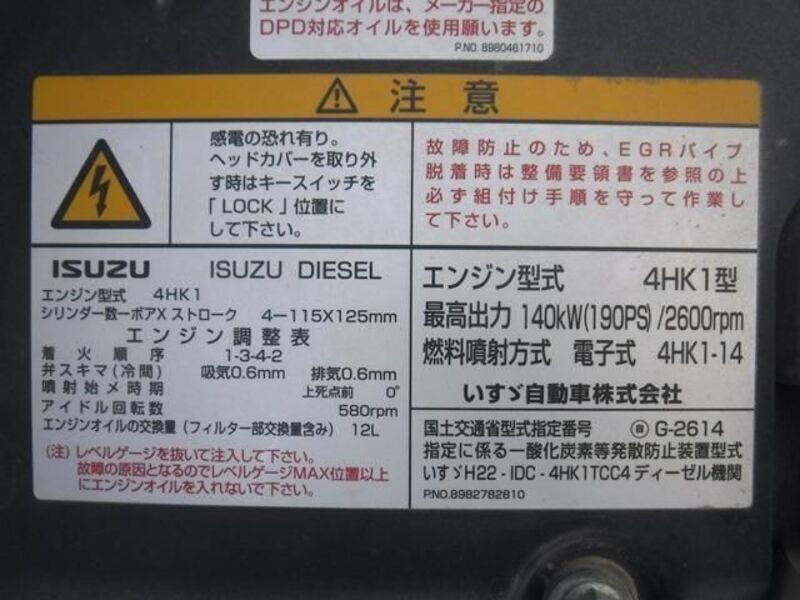 エンジンオイルは、メーカー指定の
DPD対応オイルを使用願います。
P.NO. 8980461710
注意
感電の恐れ有り。
ヘッドカバーを取り外
す時はキースイッチを
「LOCK」位置に
して下さい。
故障防止のため、EGRパイプ
脱着時は整備要領書を参照の上
必ず組付け手順を守って作業し
て下さい。
ISUZU ISUZU DIESEL
エンジン型式 4HK1
シリンダー数ーボアX ストローク 4－115X125mm
エンジン調整表
着火順序 1-3-4-2
弁スキマ(冷間) 吸気0.6mm 排気0.6mm
噴射始メ時期 上死点前 0°
アイドル回転数 580rpm
エンジンオイルの交換量(フィルター部交換量含み) 12L
(注) レベルゲージを抜いて注入して下さい。
故障の原因となるのでレベルゲージMAX位置以上
にエンジンオイルを入れないで下さい。
エンジン型式 4HK1型
最高出力 140kW(190PS) /2600rpm
燃料噴射方式 電子式 4HK1-14
いすゞ自動車株式会社
国土交通省型式指定番号 自 G-2614
指定に係る一酸化炭素等発散防止装置型式
いすゞH22 - IDC - 4HK1TCC4 ディーゼル機関
P.NO. 8982782810